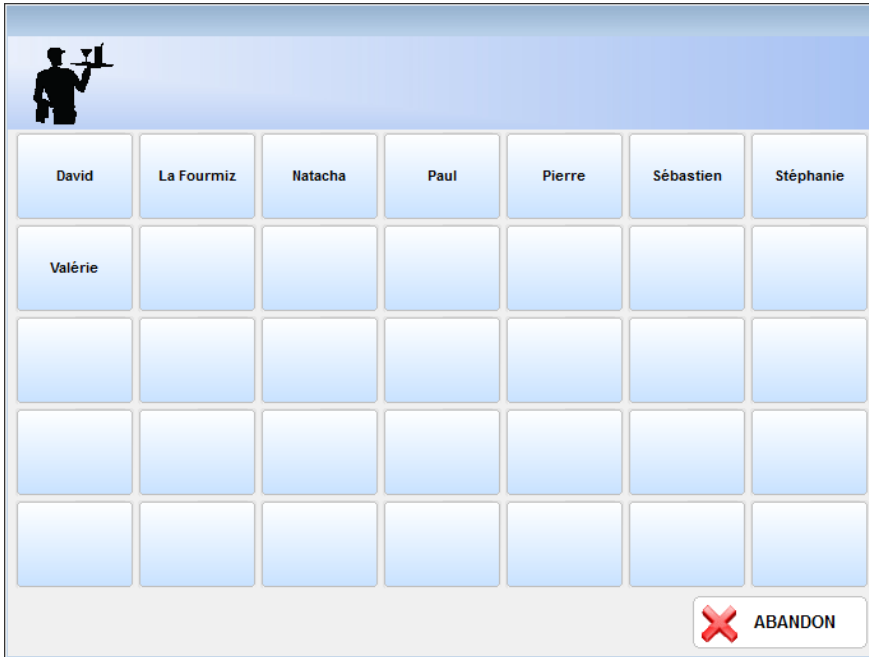 David La Fourmiz Natacha Paul Pierre Sébastien Stéphanie
Valérie
ABANDON